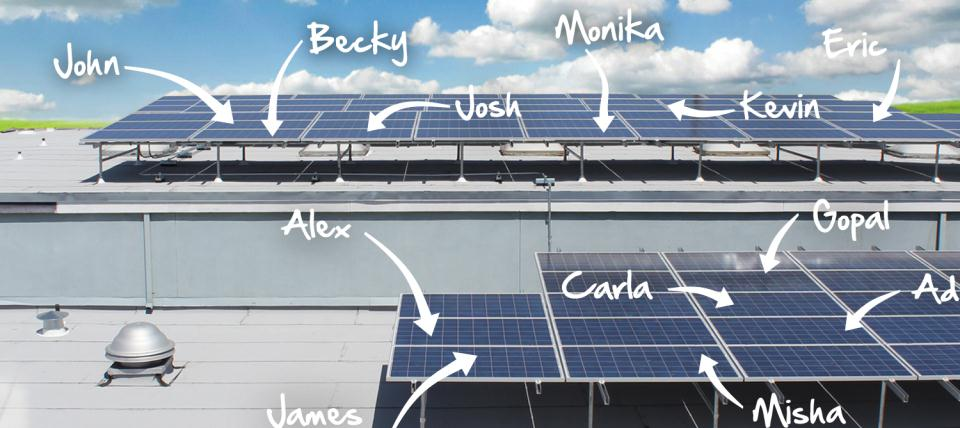 Monika
Becky
Eric
John
Josh
Kevin
Gopal
Alex
Carla
Ad
James
Misha